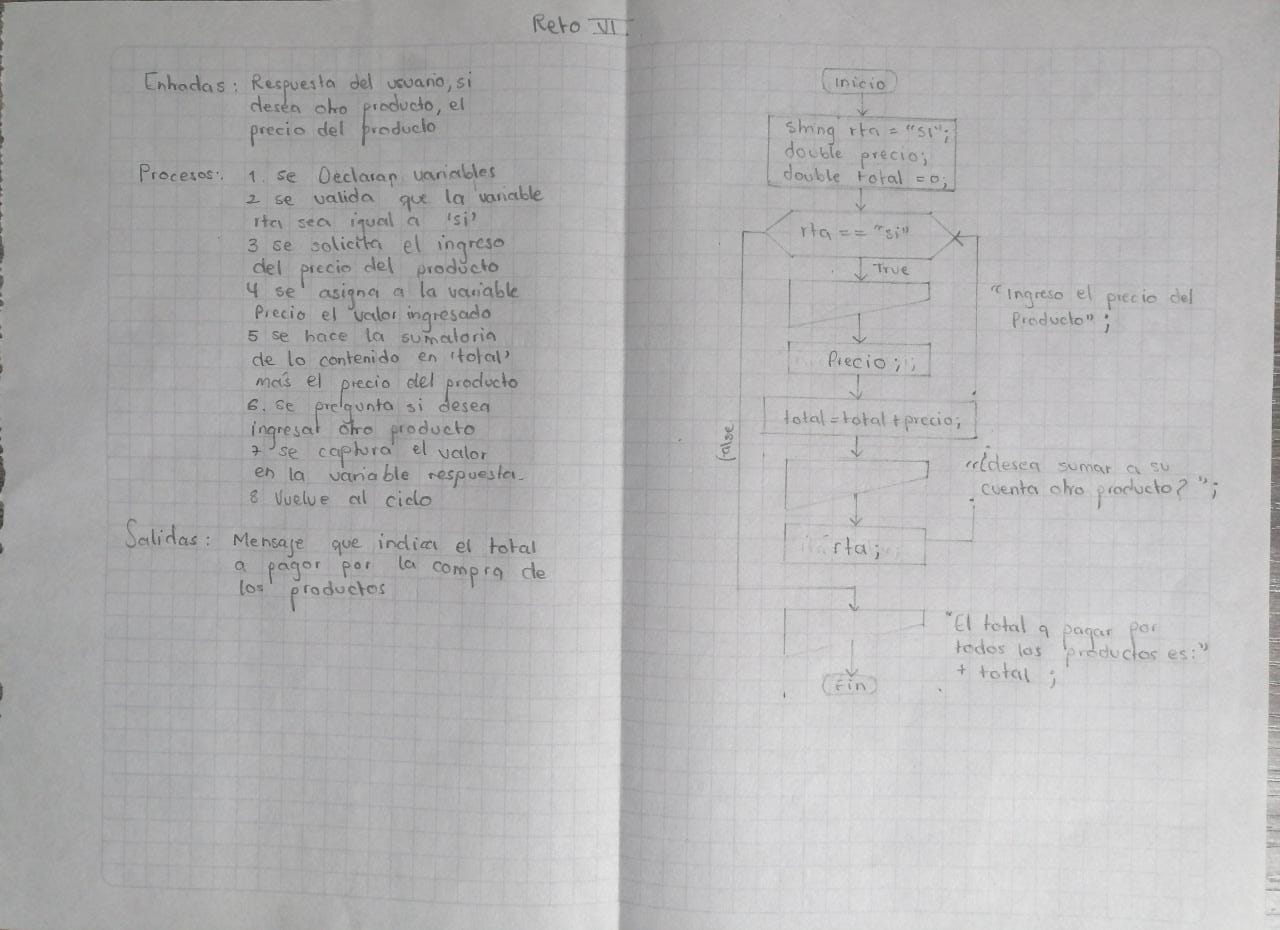 Reto VI
Entradas: Respuesta del usuario, si
desea otro producto, el
precio del producto
Procesos: 1. se Declaran variables
2 se valida que la variable
rta sea igual a 'si'
3 se solicita el ingreso
del precio del producto
4 se asigna a la variable
Precio el valor ingresado
5 se hace la sumatoria
de lo contenido en 'total'
más el precio del producto
6. se pregunta si desea
ingresar otro producto
7 se captura el valor
en la variable respuesta.
8 Vuelve al ciclo
Salidas: Mensaje que indica el total
a pagar por la compra de
los productos
Inicio
string rta = "si";
double precio;
double total = 0;
rta == "si"
True
"Ingreso el precio del
Producto";
Precio;
total = total + precio;
false
"¿desea sumar a su
cuenta otro producto?";
rta;
"El total a pagar por
todos los productos es:"
+ total ;
Fin